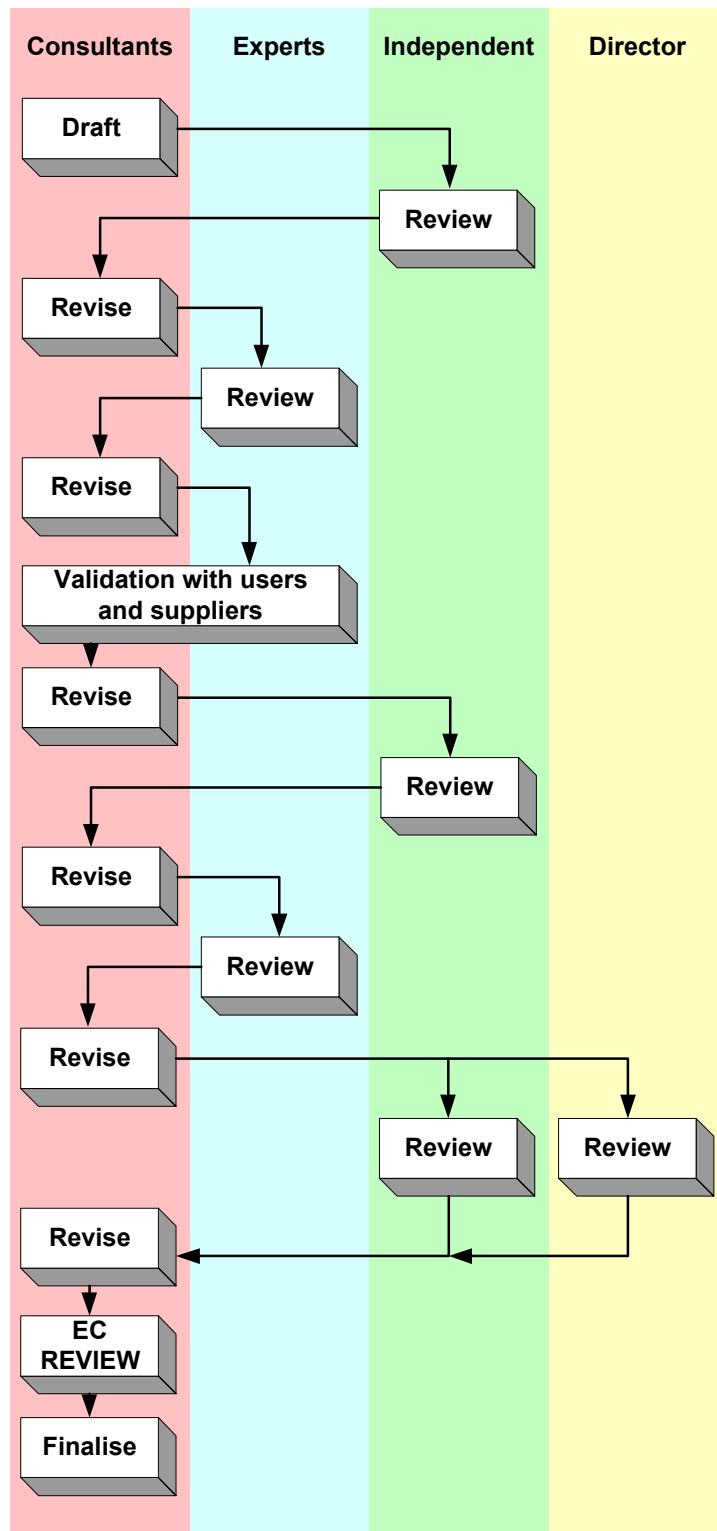 Consultants Experts Independent Director
Draft
Review
Revise
Review
Revise
Validation with users
and suppliers
Revise
Review
Revise
Review
Revise
Review Review
Revise
EC
REVIEW
Finalise